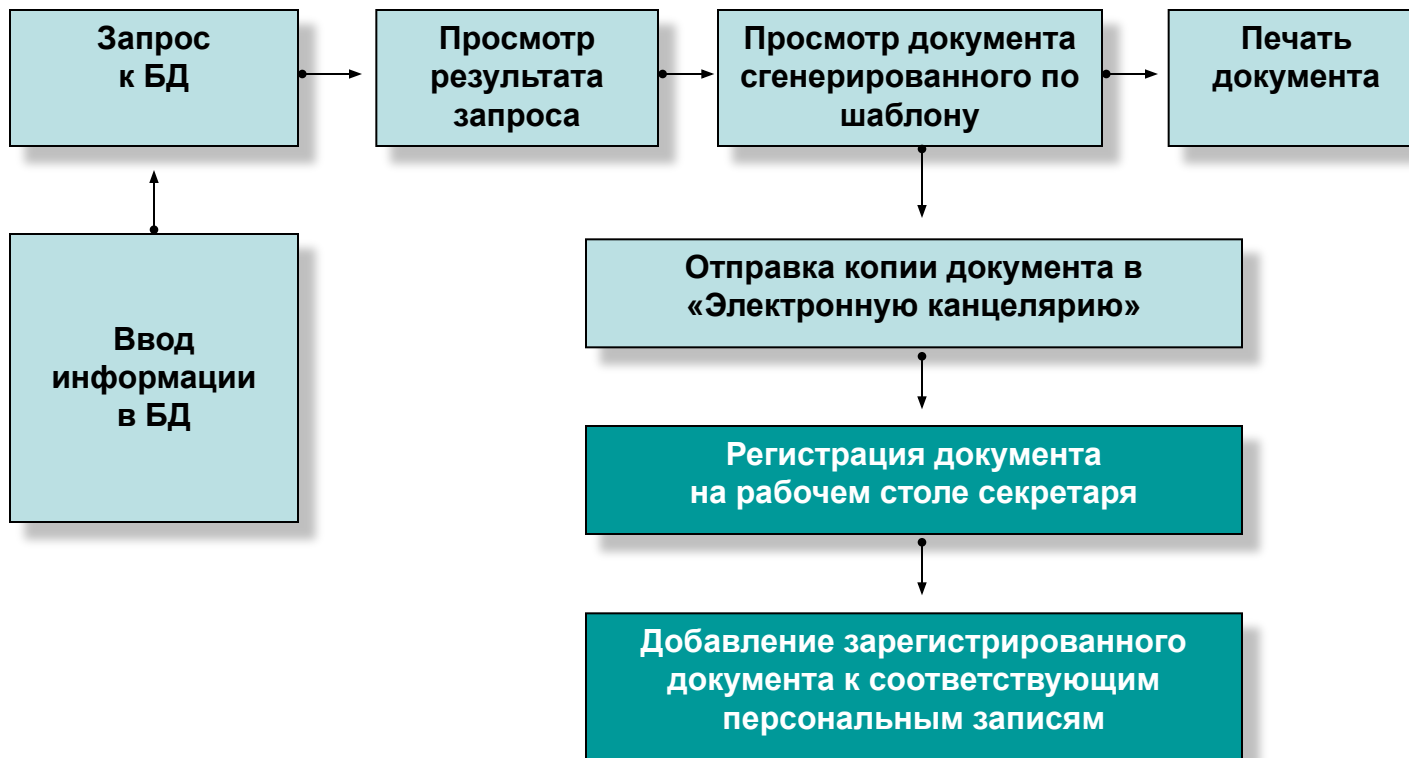 Запрос
к БД
Просмотр
результата
запроса
Просмотр документа
сгенерированного по
шаблону
Печать
документа
Ввод
информации
в БД
Отправка копии документа в
«Электронную канцелярию»
Регистрация документа
на рабочем столе секретаря
Добавление зарегистрированного
документа к соответствующим
персональным записям